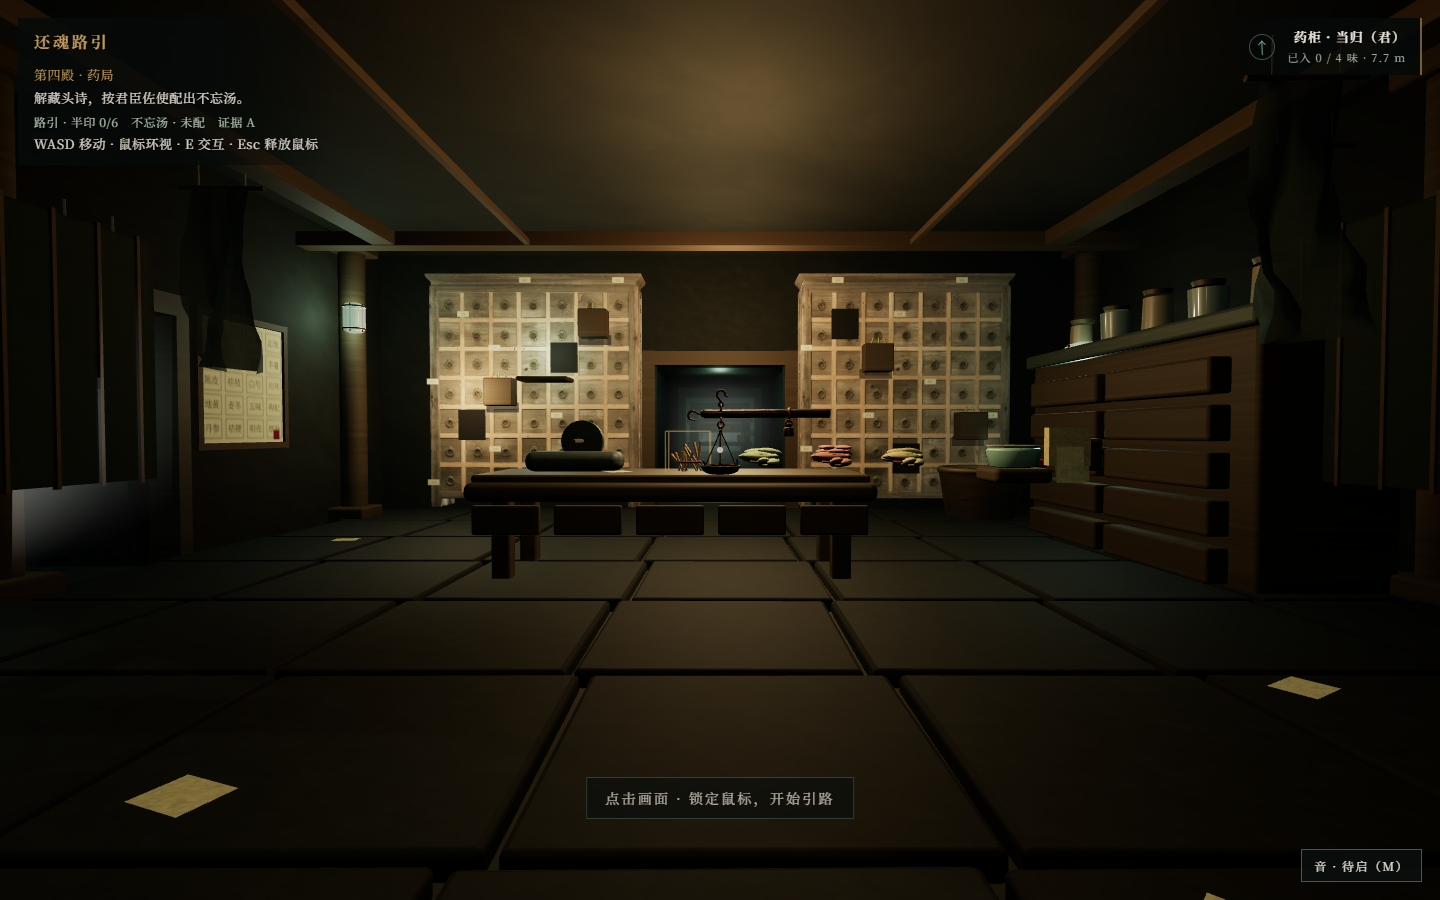 还魂路引
第四殿 · 药局
解藏头诗，按君臣佐使配出不忘汤。
路引 · 半印 0/6 不忘汤 · 未配 证据 A
WASD 移动 · 鼠标环视 · E 交互 · Esc 释放鼠标
药柜 · 当归（君）
已入 0 / 4 味 · 7.7 m
点击画面 · 锁定鼠标，开始引路
音 · 待启（M）